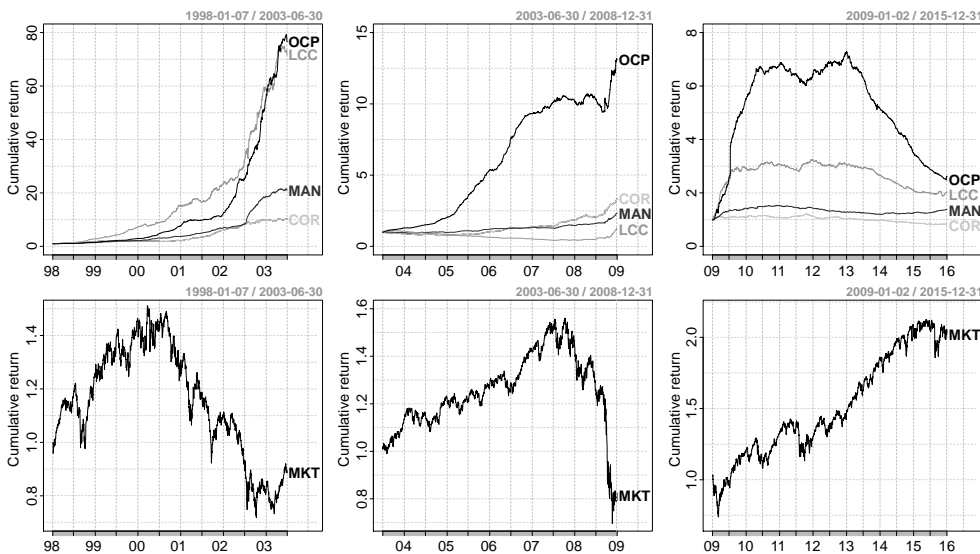 1998-01-07 / 2003-06-30
2003-06-30 / 2008-12-31
2009-01-02 / 2015-12-31
Cumulative return
0 20 40 60 80
OCP
LCC
MAN
COR
98 99 00 01 02 03
Cumulative return
0 5 10 15
OCP
COR
MAN
LCC
04 05 06 07 08 09
Cumulative return
0 2 4 6 8
OCP
LCC
MAN
COR
09 10 11 12 13 14 15 16
1998-01-07 / 2003-06-30
2003-06-30 / 2008-12-31
2009-01-02 / 2015-12-31
Cumulative return
0.8 1.0 1.2 1.4
MKT
98 99 00 01 02 03
Cumulative return
0.8 1.0 1.2 1.4 1.6
MKT
04 05 06 07 08 09
Cumulative return
1.0 1.5 2.0
MKT
09 10 11 12 13 14 15 16